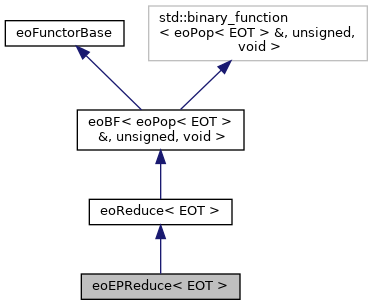 eoFunctorBase
std::binary_function
< eoPop< EOT > &, unsigned,
void >
eoBF< eoPop< EOT >
&, unsigned, void >
eoReduce< EOT >
eoEPReduce< EOT >